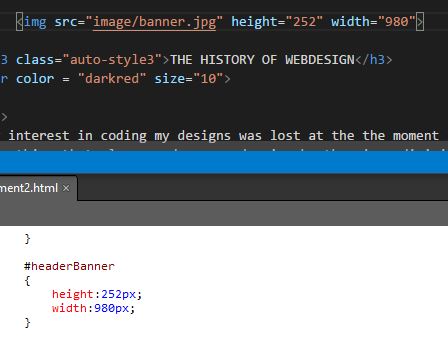 <img src="image/banner.jpg" height="252" width="980">
3 class="auto-style3">THE HISTORY OF WEBDESIGN</h3>
r color = "darkred" size="10">
>
interest in coding my designs was lost at the the moment
ment2.html ×
}
#headerBanner
{
height:252px;
width:980px;
}